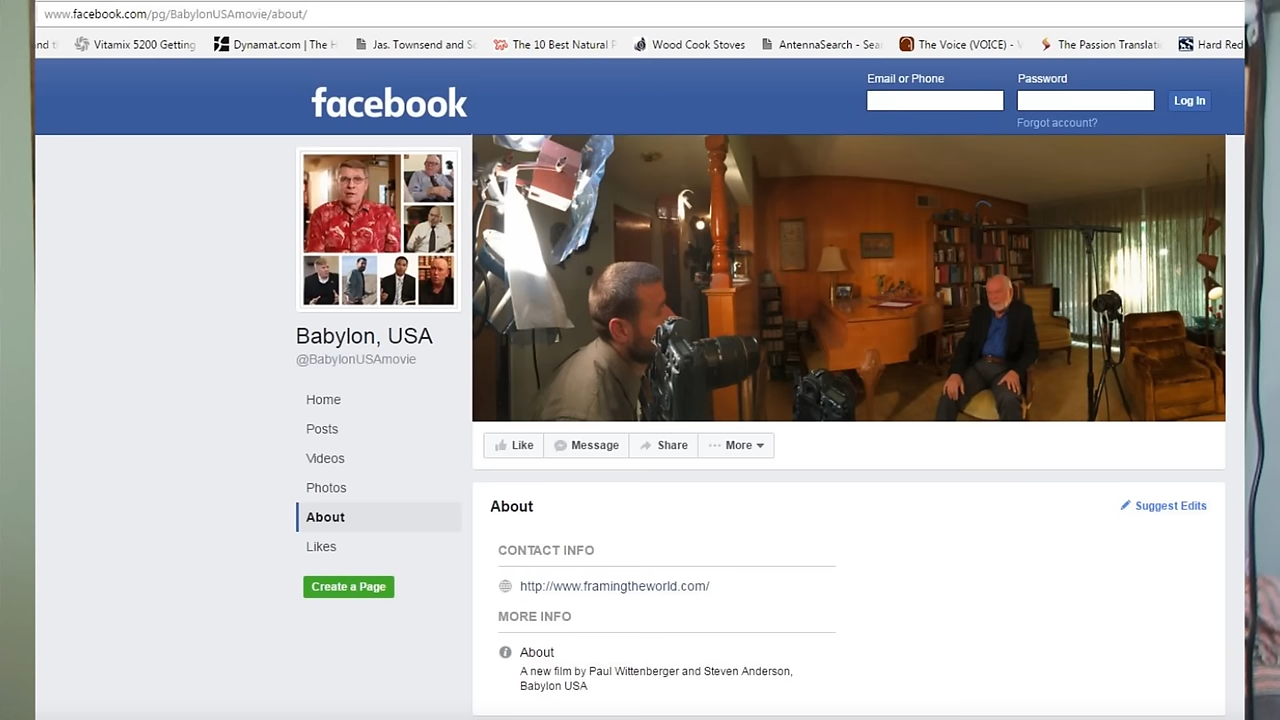 www.facebook.com/pg/BabylonUSAmovie/about/
Vitamix 5200 Getting Dynamat.com | The H Jas. Townsend and S The 10 Best Natural P Wood Cook Stoves AntennaSearch - Sea The Voice (VOICE) - V The Passion Translati Hard Red
Email or Phone Password
facebook
Log In
Forgot account?
Babylon, USA
@BabylonUSAmovie
Home
Posts
Videos
Photos
About
Likes
Create a Page
Like Message Share More
About
Suggest Edits
CONTACT INFO
http://www.framingtheworld.com/
MORE INFO
About
A new film by Paul Wittenberger and Steven Anderson,
Babylon USA